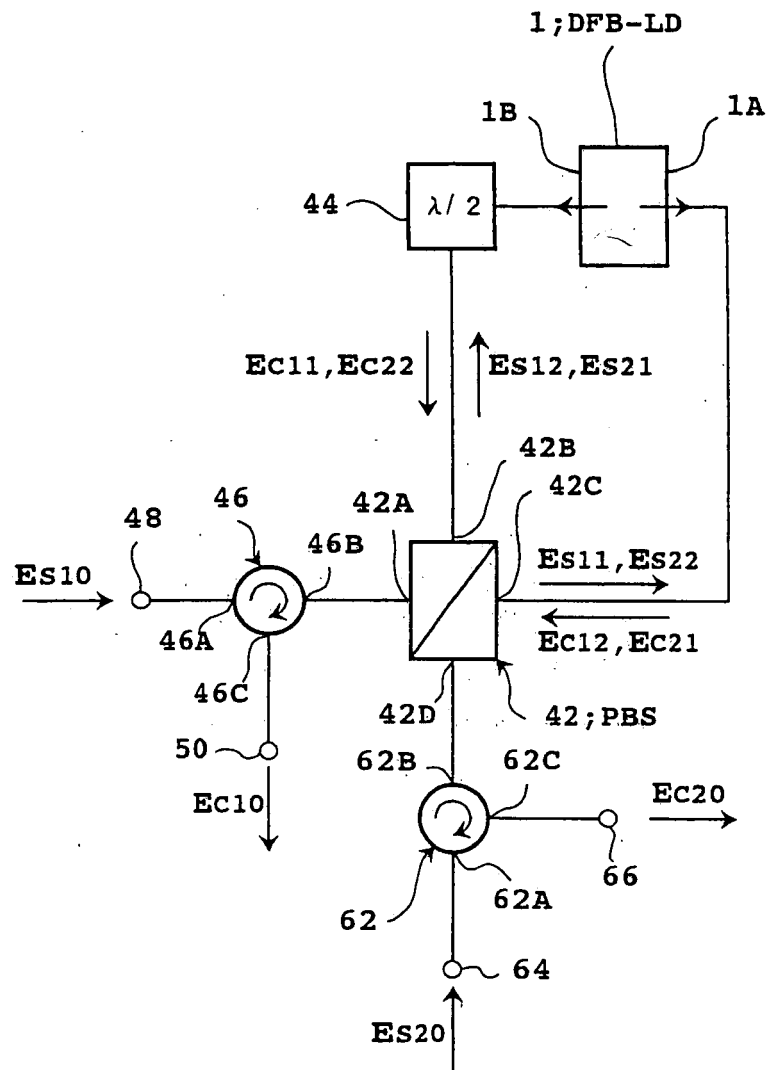 1;DFB-LD
1B
1A
44
λ/2
EC11,EC22
ES12,ES21
42B
46
42A
42C
48
46B
ES10
ES11,ES22
46A
EC12,EC21
46C
42D
42;PBS
50
62B
62C
EC10
EC20
66
62
62A
64
ES20